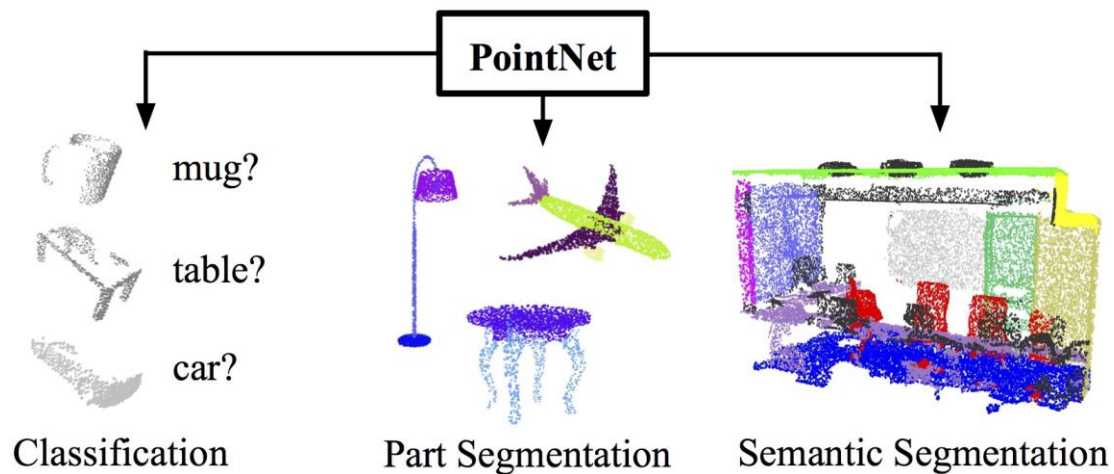 PointNet
mug?
table?
car?
Classification
Part Segmentation
Semantic Segmentation